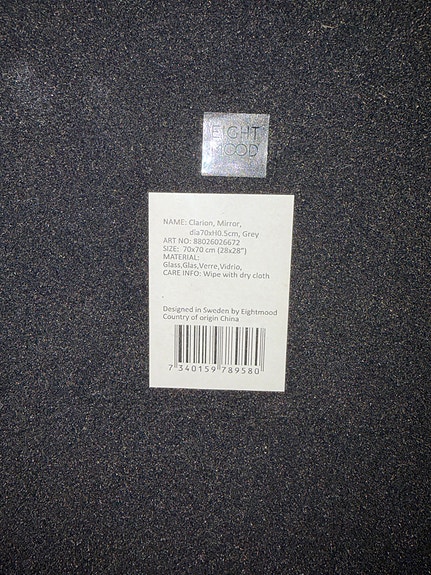 EIGHT
MOOD
NAME: Clarion, Mirror,
dia70xH0.5cm, Grey
ART NO: 88026026672
SIZE: 70x70 cm (28x28")
MATERIAL:
Glass,Glas,Verre,Vidrio,
CARE INFO: Wipe with dry cloth
Designed in Sweden by Eightmood
Country of origin China
7 340159 789580